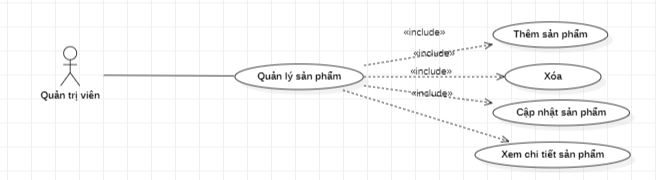 «include»
Thêm sản phẩm
«include»
Quản lý sản phẩm
«include»
Xóa
Quản trị viên
«include»
Cập nhật sản phẩm
Xem chi tiết sản phẩm